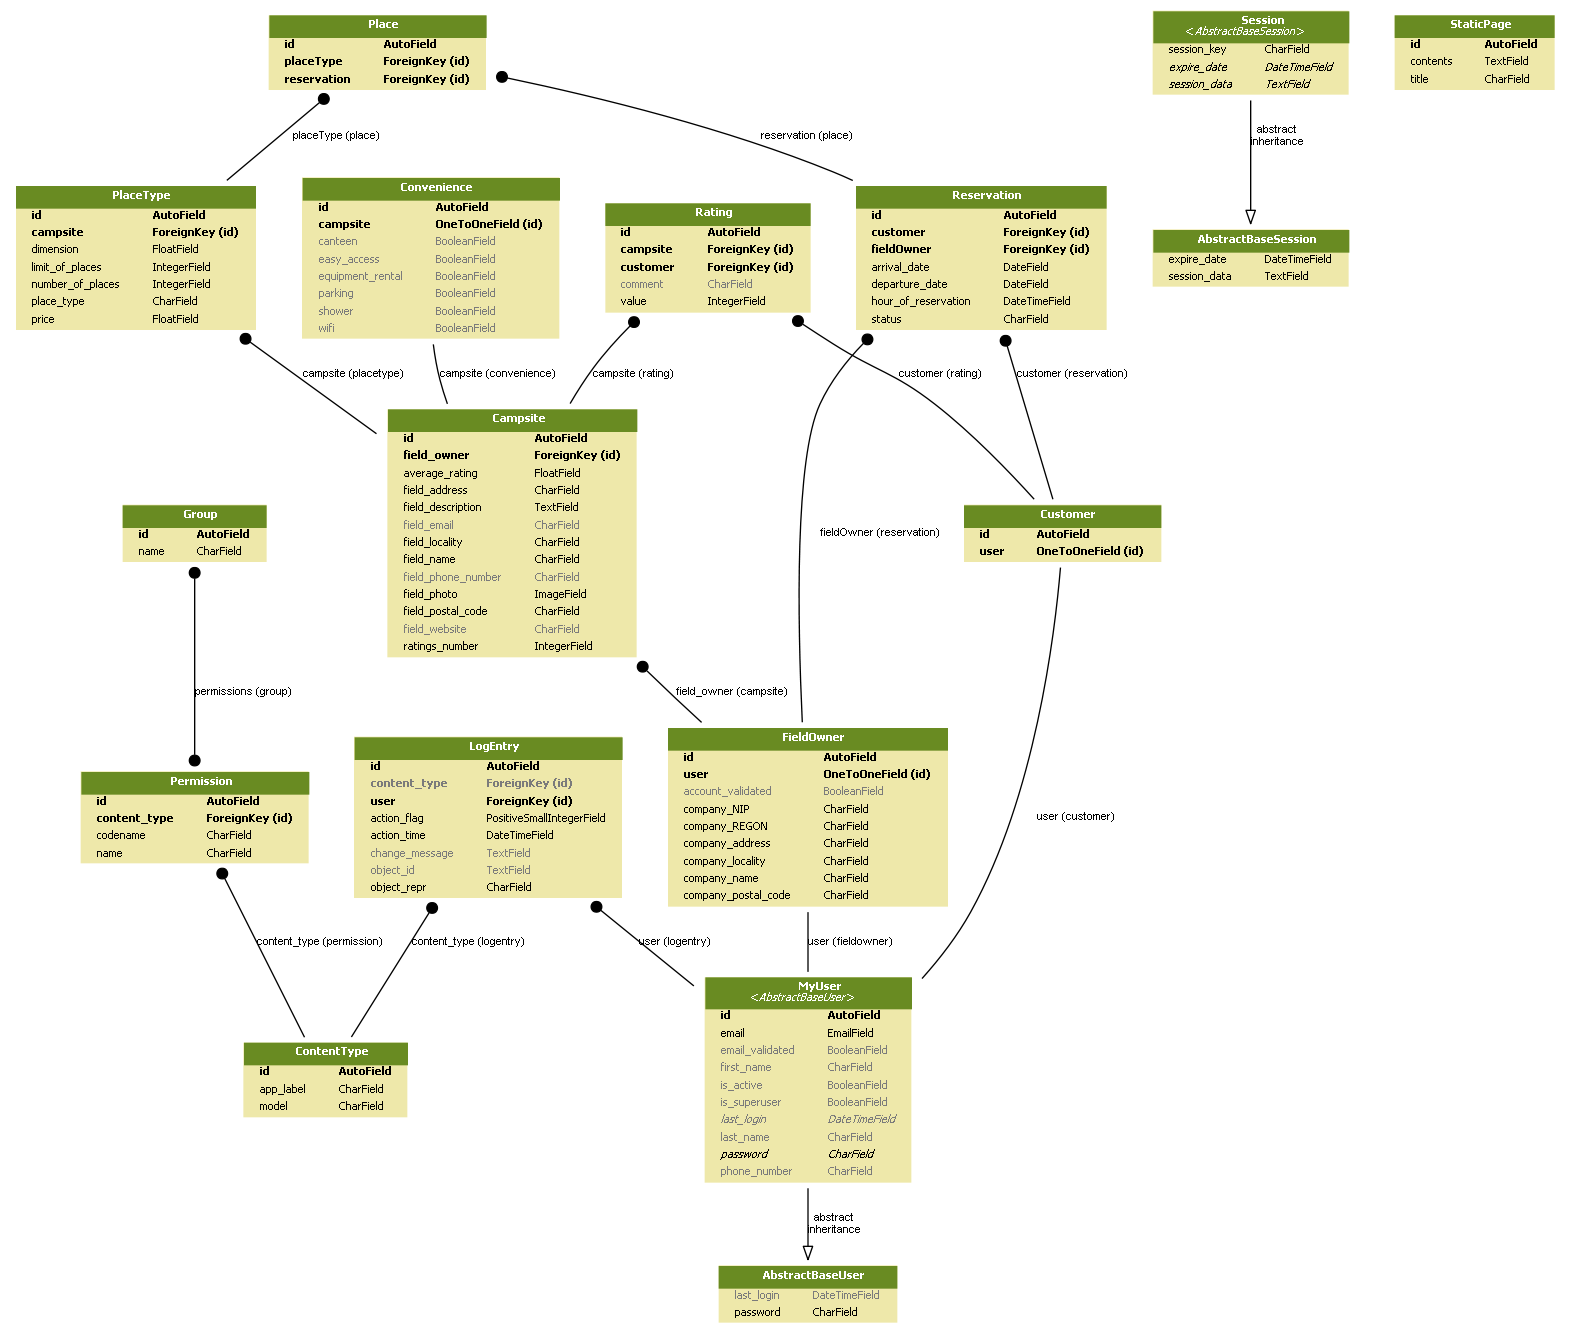 Place
id AutoField
placeType ForeignKey (id)
reservation ForeignKey (id)
Session
<AbstractBaseSession>
session_key CharField
expire_date DateTimeField
session_data TextField
StaticPage
id AutoField
contents TextField
title CharField
placeType (place)
reservation (place)
abstract
inheritance
PlaceType
id AutoField
campsite ForeignKey (id)
dimension FloatField
limit_of_places IntegerField
number_of_places IntegerField
place_type CharField
price FloatField
Convenience
id AutoField
campsite OneToOneField (id)
canteen BooleanField
easy_access BooleanField
equipment_rental BooleanField
parking BooleanField
shower BooleanField
wifi BooleanField
Rating
id AutoField
campsite ForeignKey (id)
customer ForeignKey (id)
comment CharField
value IntegerField
Reservation
id AutoField
customer ForeignKey (id)
fieldOwner ForeignKey (id)
arrival_date DateField
departure_date DateField
hour_of_reservation DateTimeField
status CharField
AbstractBaseSession
expire_date DateTimeField
session_data TextField
campsite (placetype)
campsite (convenience)
campsite (rating)
customer (rating)
customer (reservation)
Campsite
id AutoField
field_owner ForeignKey (id)
average_rating FloatField
field_address CharField
field_description TextField
field_email CharField
field_locality CharField
field_name CharField
field_phone_number CharField
field_photo ImageField
field_postal_code CharField
field_website CharField
ratings_number IntegerField
Group
id AutoField
name CharField
fieldOwner (reservation)
Customer
id AutoField
user OneToOneField (id)
permissions (group)
field_owner (campsite)
Permission
id AutoField
content_type ForeignKey (id)
codename CharField
name CharField
LogEntry
id AutoField
content_type ForeignKey (id)
user ForeignKey (id)
action_flag PositiveSmallIntegerField
action_time DateTimeField
change_message TextField
object_id TextField
object_repr CharField
FieldOwner
id AutoField
user OneToOneField (id)
account_validated BooleanField
company_NIP CharField
company_REGON CharField
company_address CharField
company_locality CharField
company_name CharField
company_postal_code CharField
user (customer)
content_type (permission)
content_type (logentry)
user (logentry)
user (fieldowner)
ContentType
id AutoField
app_label CharField
model CharField
MyUser
<AbstractBaseUser>
id AutoField
email EmailField
email_validated BooleanField
first_name CharField
is_active BooleanField
is_superuser BooleanField
last_login DateTimeField
last_name CharField
password CharField
phone_number CharField
abstract
inheritance
AbstractBaseUser
last_login DateTimeField
password CharField